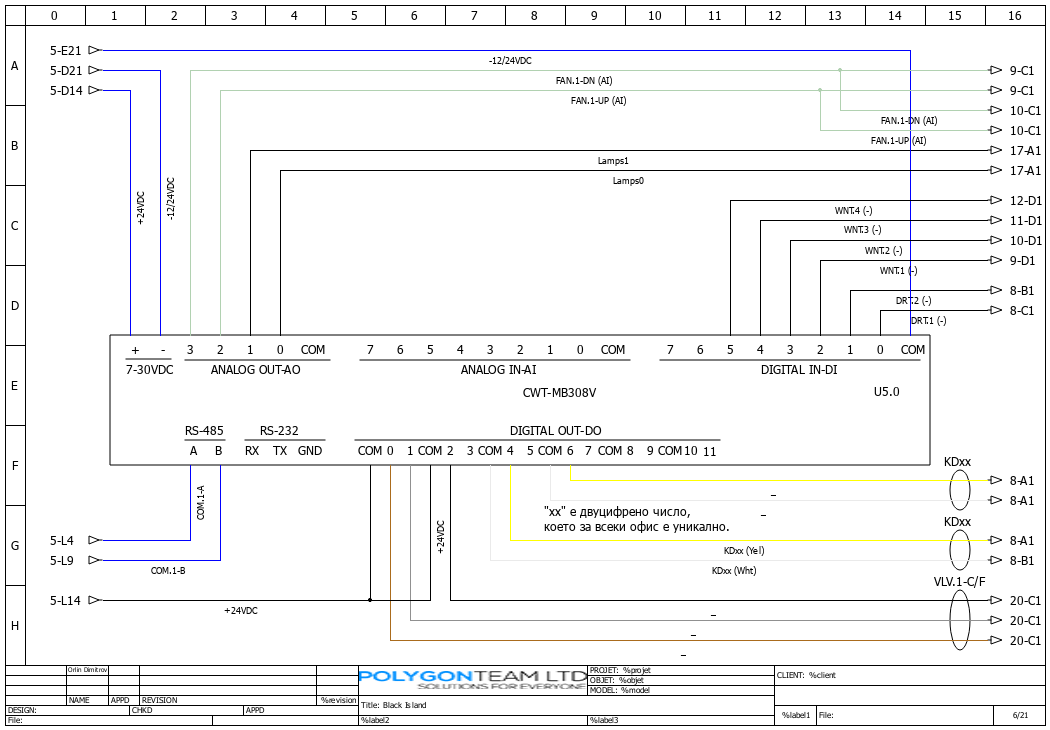 0 1 2 3 4 5 6 7 8 9 10 11 12 13 14 15 16
A
B
C
D
E
F
G
H
5-E21
5-D21
5-D14
-12/24VDC
FAN.1-DN (AI)
FAN.1-UP (AI)
9-C1
9-C1
10-C1
FAN.1-DN (AI)
10-C1
FAN.1-UP (AI)
17-A1
Lamps1
17-A1
Lamps0
+24VDC
-12/24VDC
12-D1
WNT.4 (-)
11-D1
WNT.3 (-)
10-D1
WNT.2 (-)
9-D1
WNT.1 (-)
8-B1
DRT.2 (-)
8-C1
DRT.1 (-)
+ - 3 2 1 0 COM 7 6 5 4 3 2 1 0 COM 7 6 5 4 3 2 1 0 COM
7-30VDC ANALOG OUT-AO ANALOG IN-AI DIGITAL IN-DI
CWT-MB308V U5.0
RS-485 RS-232 DIGITAL OUT-DO
A B RX TX GND COM 0 1 COM 2 3 COM 4 5 COM 6 7 COM 8 9 COM 10 11
KDxx
8-A1
_
8-A1
_
COM.1-A
"xx" е двуцифрено число,
което за всеки офис е уникално.
KDxx
+24VDC
5-L4
8-A1
KDxx (Yel)
5-L9
8-B1
COM.1-B
KDxx (Wht)
VLV.1-C/F
5-L14
+24VDC
20-C1
_
20-C1
_
20-C1
_
Orlin Dimitrov
NAME APPD REVISION %revision
DESIGN: CHKD APPD
File:
POLYGONTEAM LTD
SOLUTIONS FOR EVERYONE
Title: Black Island
%label2
PROJET: %projet
OBJET: %objet
MODEL: %model
%label3
CLIENT: %client
%label1 File: 6/21